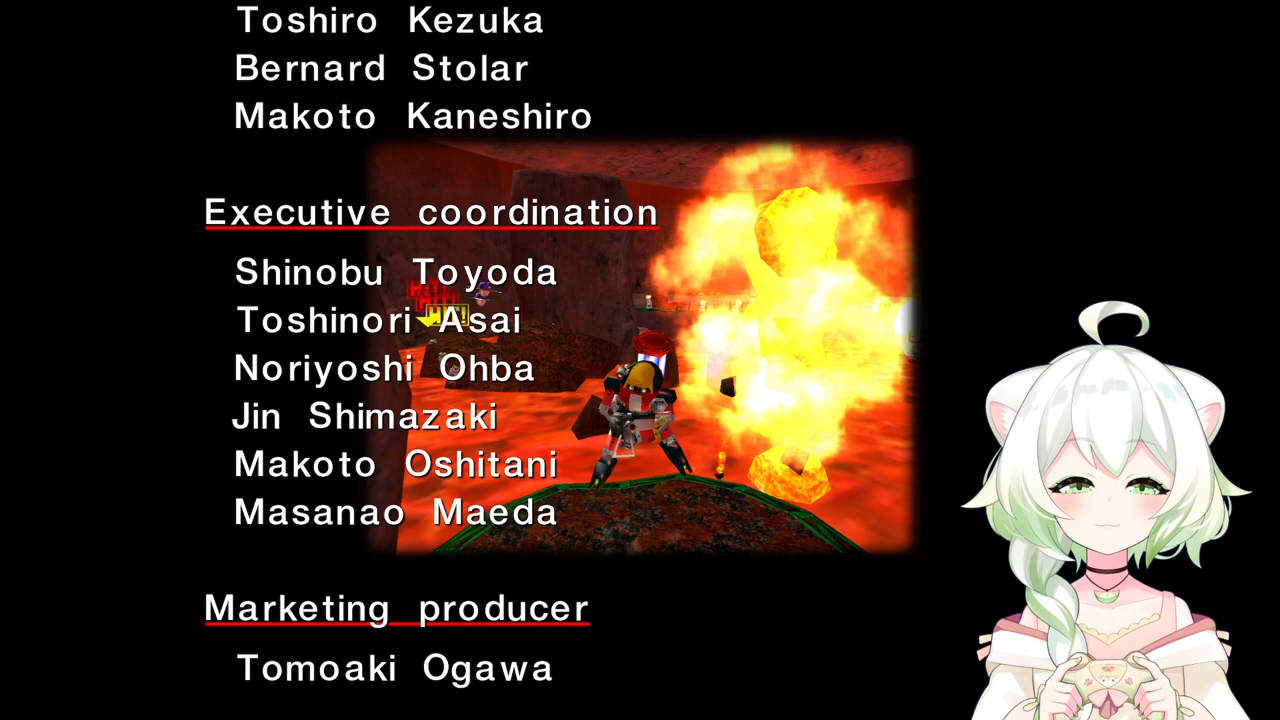 Toshiro Kezuka
Bernard Stolar
Makoto Kaneshiro
Executive coordination
Shinobu Toyoda
Toshinori Asai
Noriyoshi Ohba
Jin Shimazaki
Makoto Oshitani
Masanao Maeda
Marketing producer
Tomoaki Ogawa